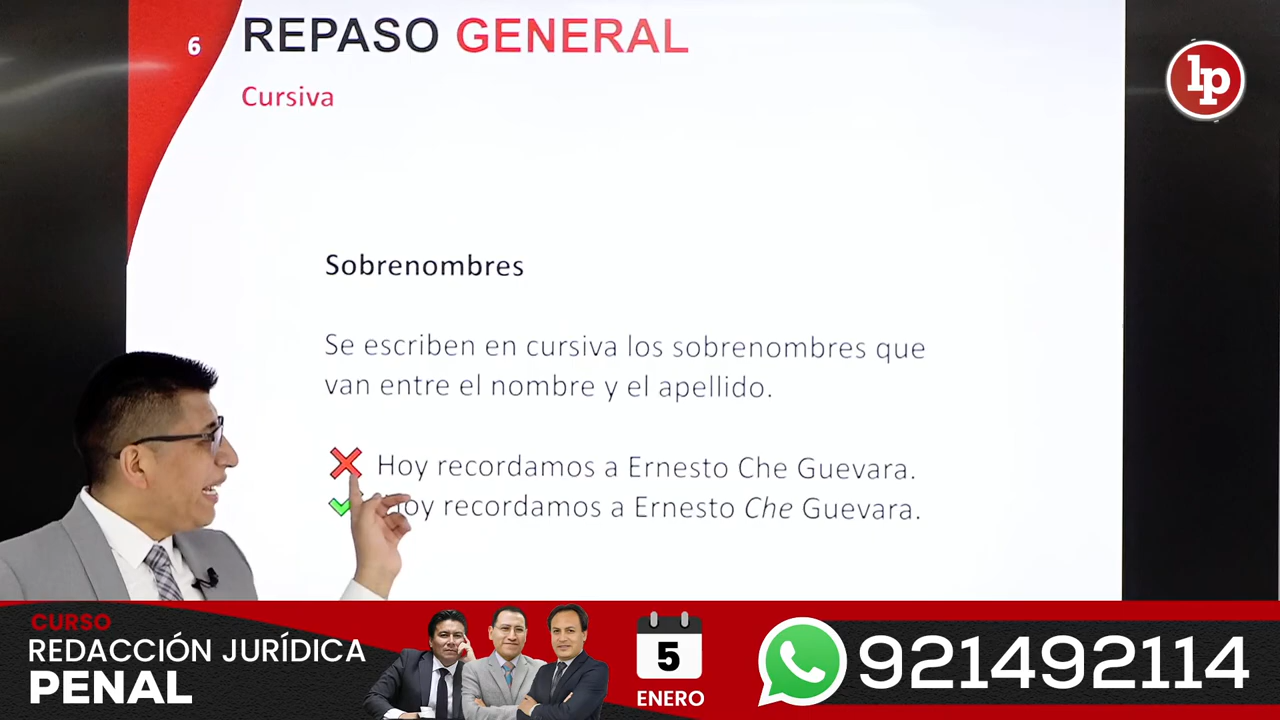 6
REPASO GENERAL
Cursiva
lp
Sobrenombres
Se escriben en cursiva los sobrenombres que
van entre el nombre y el apellido.
Hoy recordamos a Ernesto Che Guevara.
Hoy recordamos a Ernesto Che Guevara.
CURSO
REDACCIÓN JURÍDICA
PENAL
5
ENERO
921492114